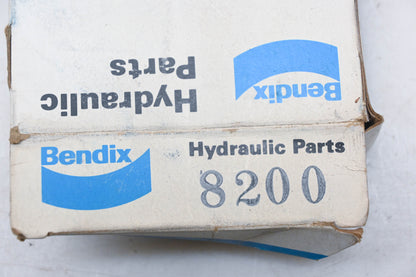 Hydraulic
Parts
Bendix
Bendix
Hydraulic Parts
8200